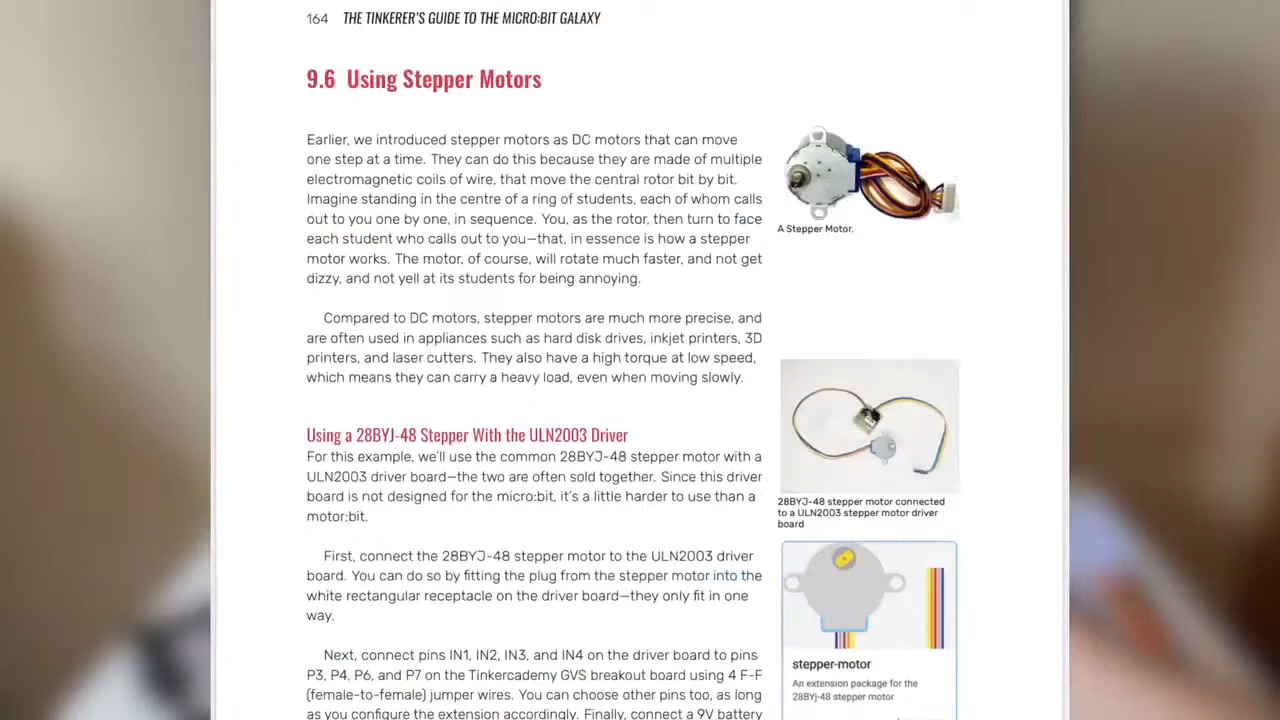 164 THE TINKERER'S GUIDE TO THE MICRO:BIT GALAXY
9.6 Using Stepper Motors
Earlier, we introduced stepper motors as DC motors that can move
one step at a time. They can do this because they are made of multiple
electromagnetic coils of wire, that move the central rotor bit by bit.
Imagine standing in the centre of a ring of students, each of whom calls
out to you one by one, in sequence. You, as the rotor, then turn to face
each student who calls out to you—that, in essence is how a stepper
motor works. The motor, of course, will rotate much faster, and not get
dizzy, and not yell at its students for being annoying.
A Stepper Motor.
Compared to DC motors, stepper motors are much more precise, and
are often used in appliances such as hard disk drives, inkjet printers, 3D
printers, and laser cutters. They also have a high torque at low speed,
which means they can carry a heavy load, even when moving slowly.
Using a 28BYJ-48 Stepper With the ULN2003 Driver
For this example, we'll use the common 28BYJ-48 stepper motor with a
ULN2003 driver board—the two are often sold together. Since this driver
board is not designed for the micro:bit, it's a little harder to use than a
motor:bit.
28BYJ-48 stepper motor connected
to a ULN2003 stepper motor driver
board
First, connect the 28BYJ-48 stepper motor to the ULN2003 driver
board. You can do so by fitting the plug from the stepper motor into the
white rectangular receptacle on the driver board—they only fit in one
way.
Next, connect pins IN1, IN2, IN3, and IN4 on the driver board to pins
P3, P4, P6, and P7 on the Tinkercademy GVS breakout board using 4 F-F
(female-to-female) jumper wires. You can choose other pins too, as long
as you configure the extension accordingly. Finally, connect a 9V battery
stepper-motor
An extension package for the
28BYj-48 stepper motor